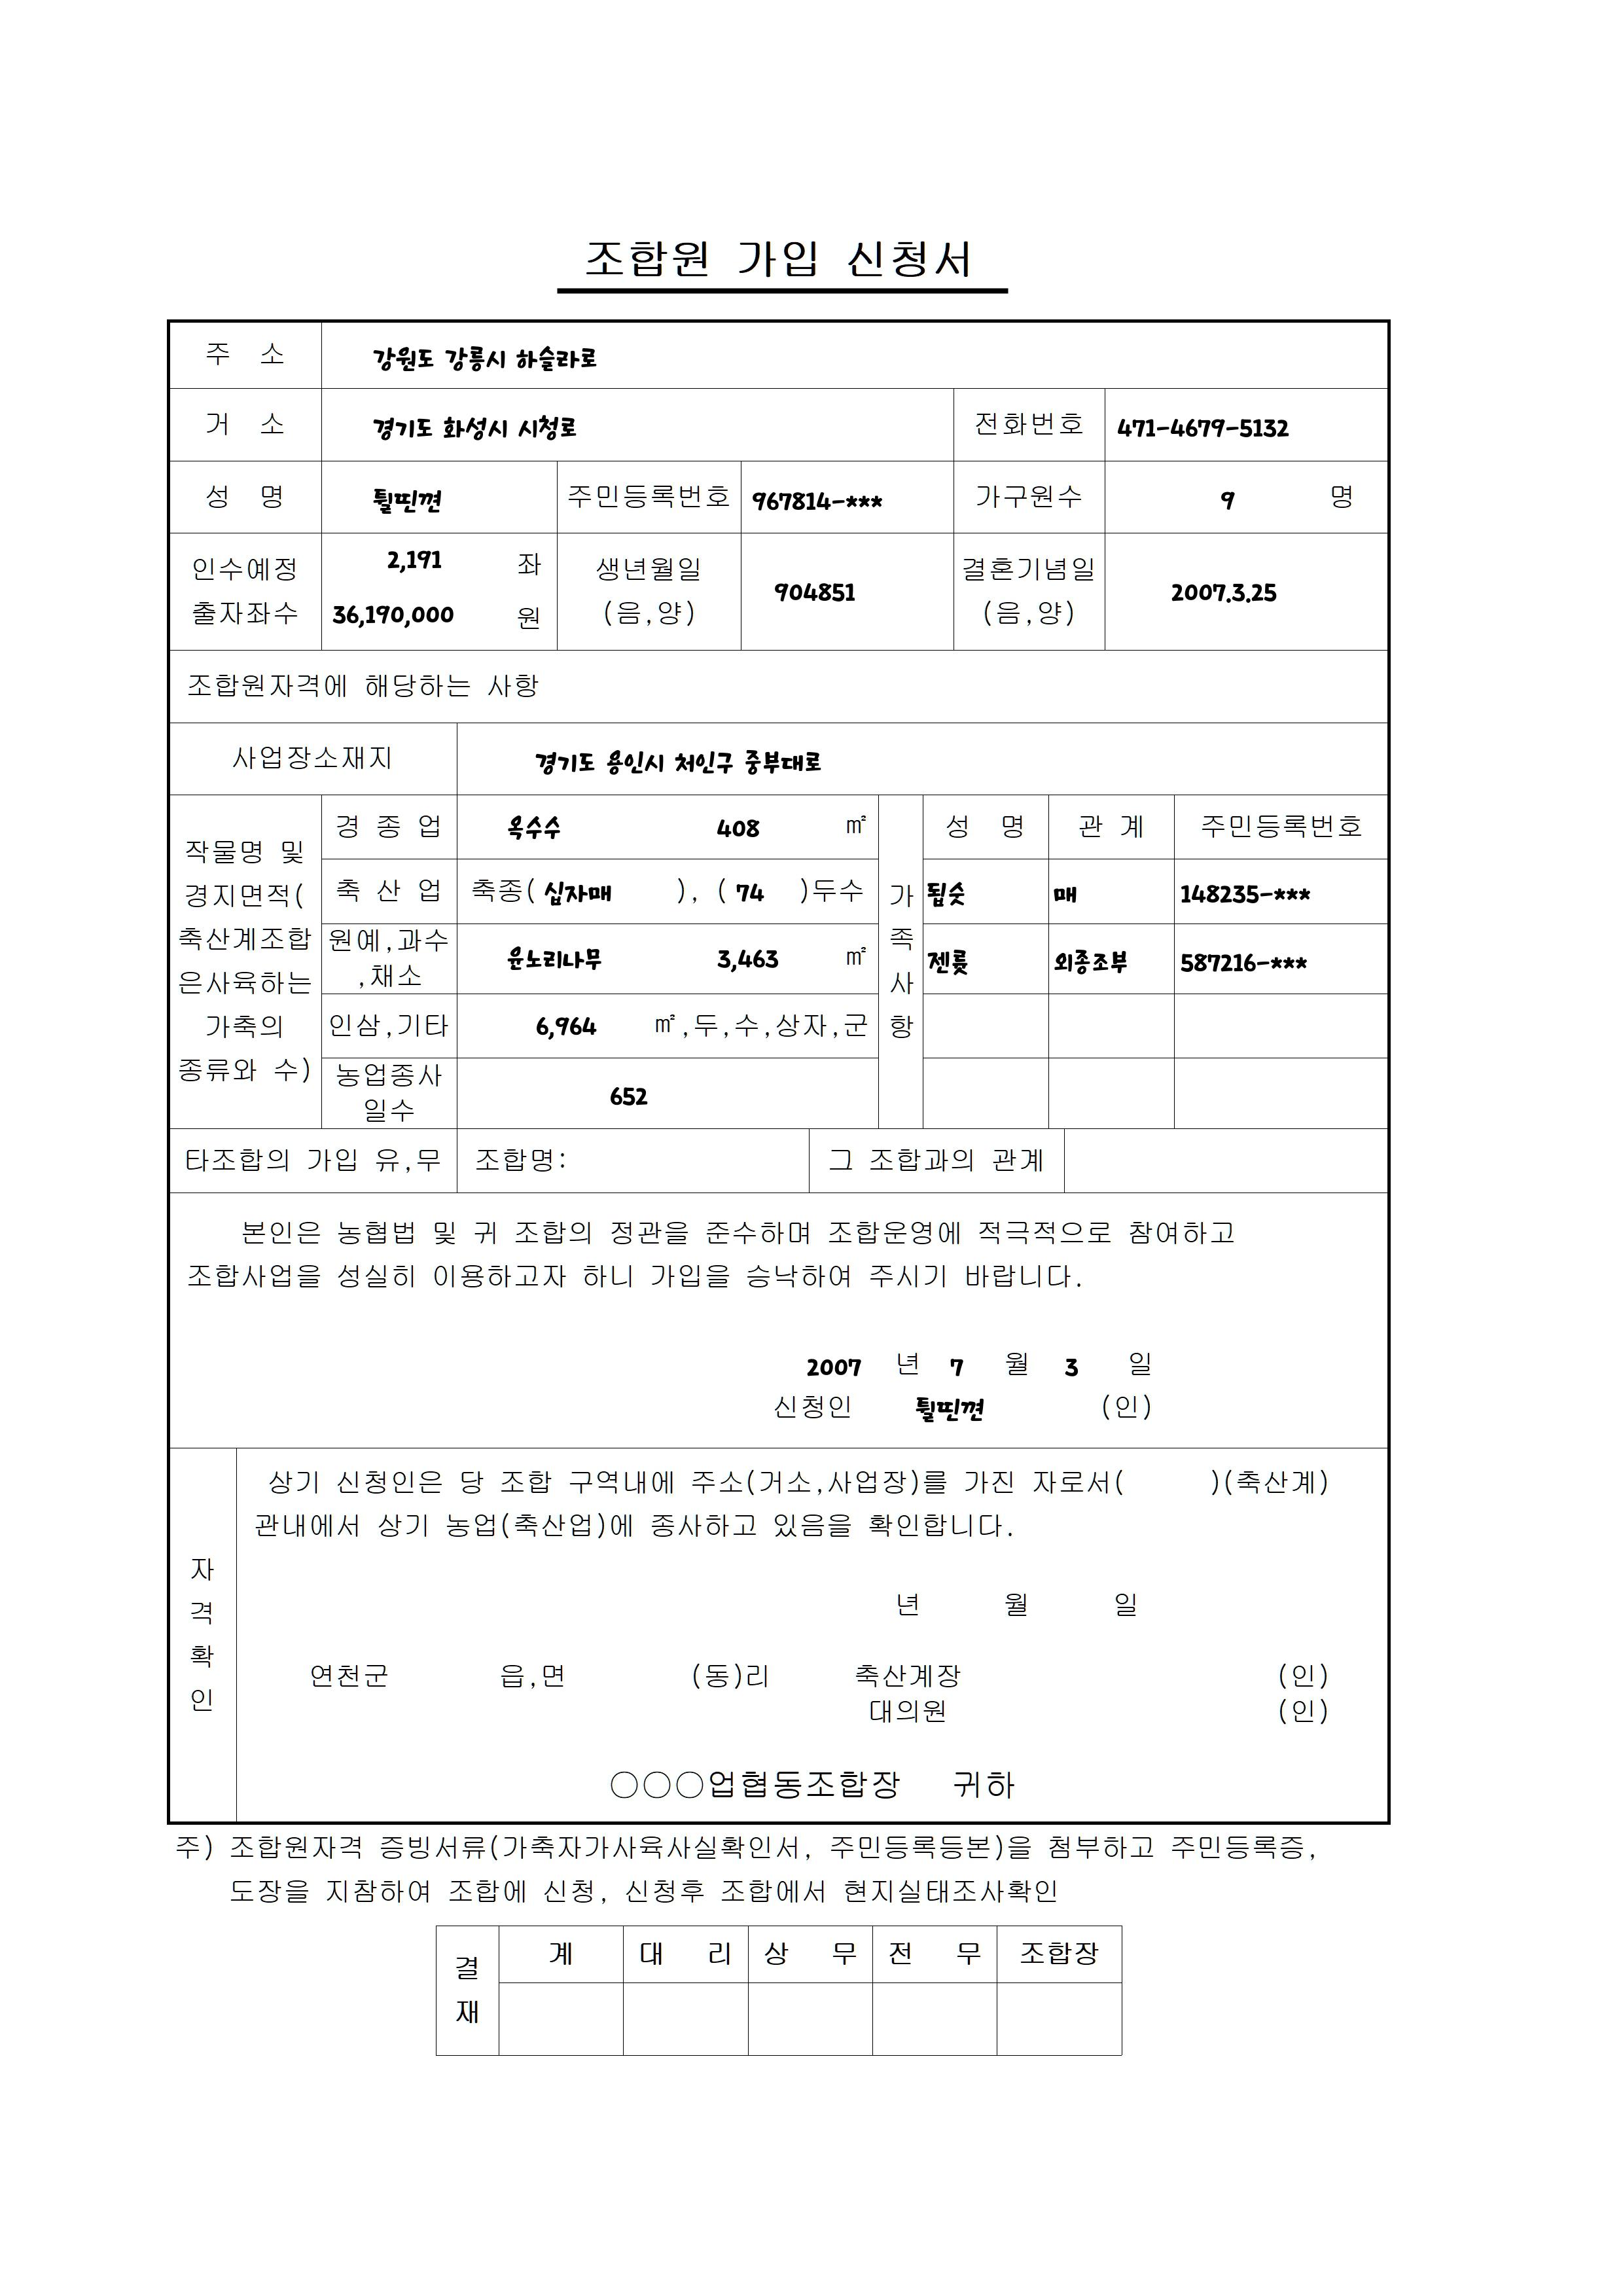 조합원 가입 신청서
주 소 강원도 강릉시 하슬라로
거 소 경기도 화성시 시청로 전화번호 471-4679-5132
성 명 튈띤껸 주민등록번호 967814-*** 가구원수 9 명
인수예정 출자좌수 2,191 좌 36,190,000 원 생년월일 (음,양) 904851 결혼기념일 (음,양) 2007.3.25
조합원자격에 해당하는 사항
사업장소재지 경기도 용인시 처인구 중부대로
작물명 및 경지면적(축산계조합은사육하는 가축의 종류와 수)
경 종 업 옥수수 408 ㎡
축 산 업 축종( 십자매 ), ( 74 )두수
원예,과수,채소 윤노리나무 3,463 ㎡
인삼,기타 6,964 ㎡,두,수,상자,군
농업종사일수 652
가족사항
성 명 관 계 주민등록번호
됩숫 매 148235-***
젠륮 외종조부 587216-***
타조합의 가입 유,무 조합명: 그 조합과의 관계
본인은 농협법 및 귀 조합의 정관을 준수하며 조합운영에 적극적으로 참여하고
조합사업을 성실히 이용하고자 하니 가입을 승낙하여 주시기 바랍니다.
2007 년 7 월 3 일
신청인 튈띤껸 (인)
자격확인
상기 신청인은 당 조합 구역내에 주소(거소,사업장)를 가진 자로서( )(축산계)
관내에서 상기 농업(축산업)에 종사하고 있음을 확인합니다.
년 월 일
연천군 읍,면 (동)리 축산계장 (인)
대의원 (인)
○○○업협동조합장 귀하
주) 조합원자격 증빙서류(가축자가사육사실확인서, 주민등록등본)을 첨부하고 주민등록증,
도장을 지참하여 조합에 신청, 신청후 조합에서 현지실태조사확인
결재 계 대 리 상 무 전 무 조합장